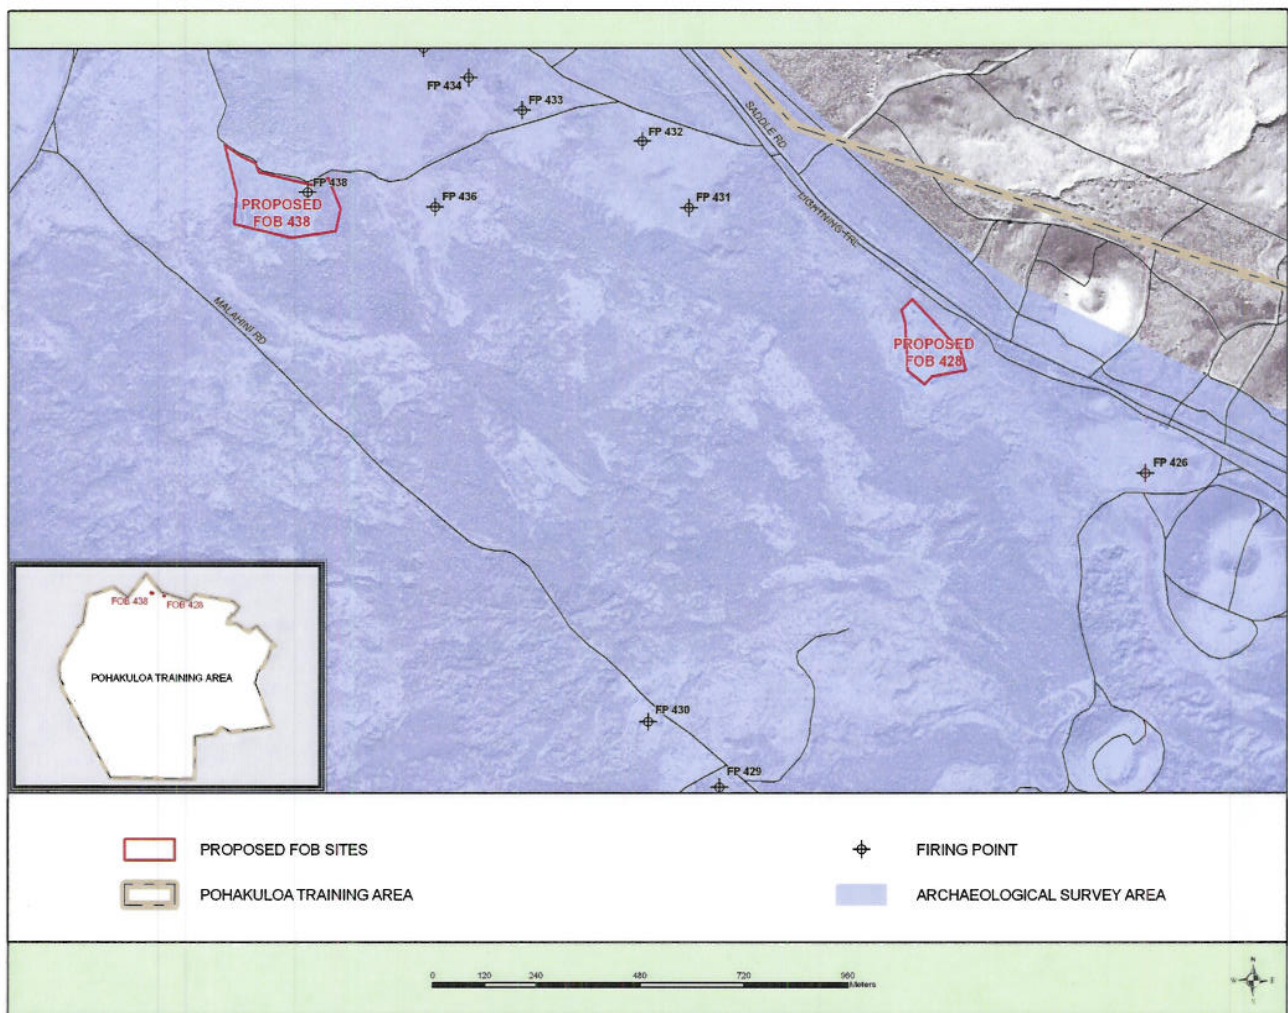 FP 434
FP 433
FP 432
SADDLE RD
FP 438
PROPOSED
FOB 438
FP 436
FP 431
LIGHTNING TRL
MALAHINI RD
PROPOSED
FOB 428
FP 426
FOB 438
FOB 428
POHAKULOA TRAINING AREA
FP 430
FP 429
PROPOSED FOB SITES
FIRING POINT
POHAKULOA TRAINING AREA
ARCHAEOLOGICAL SURVEY AREA
0 120 240 480 720 960
Meters
N
W E
S